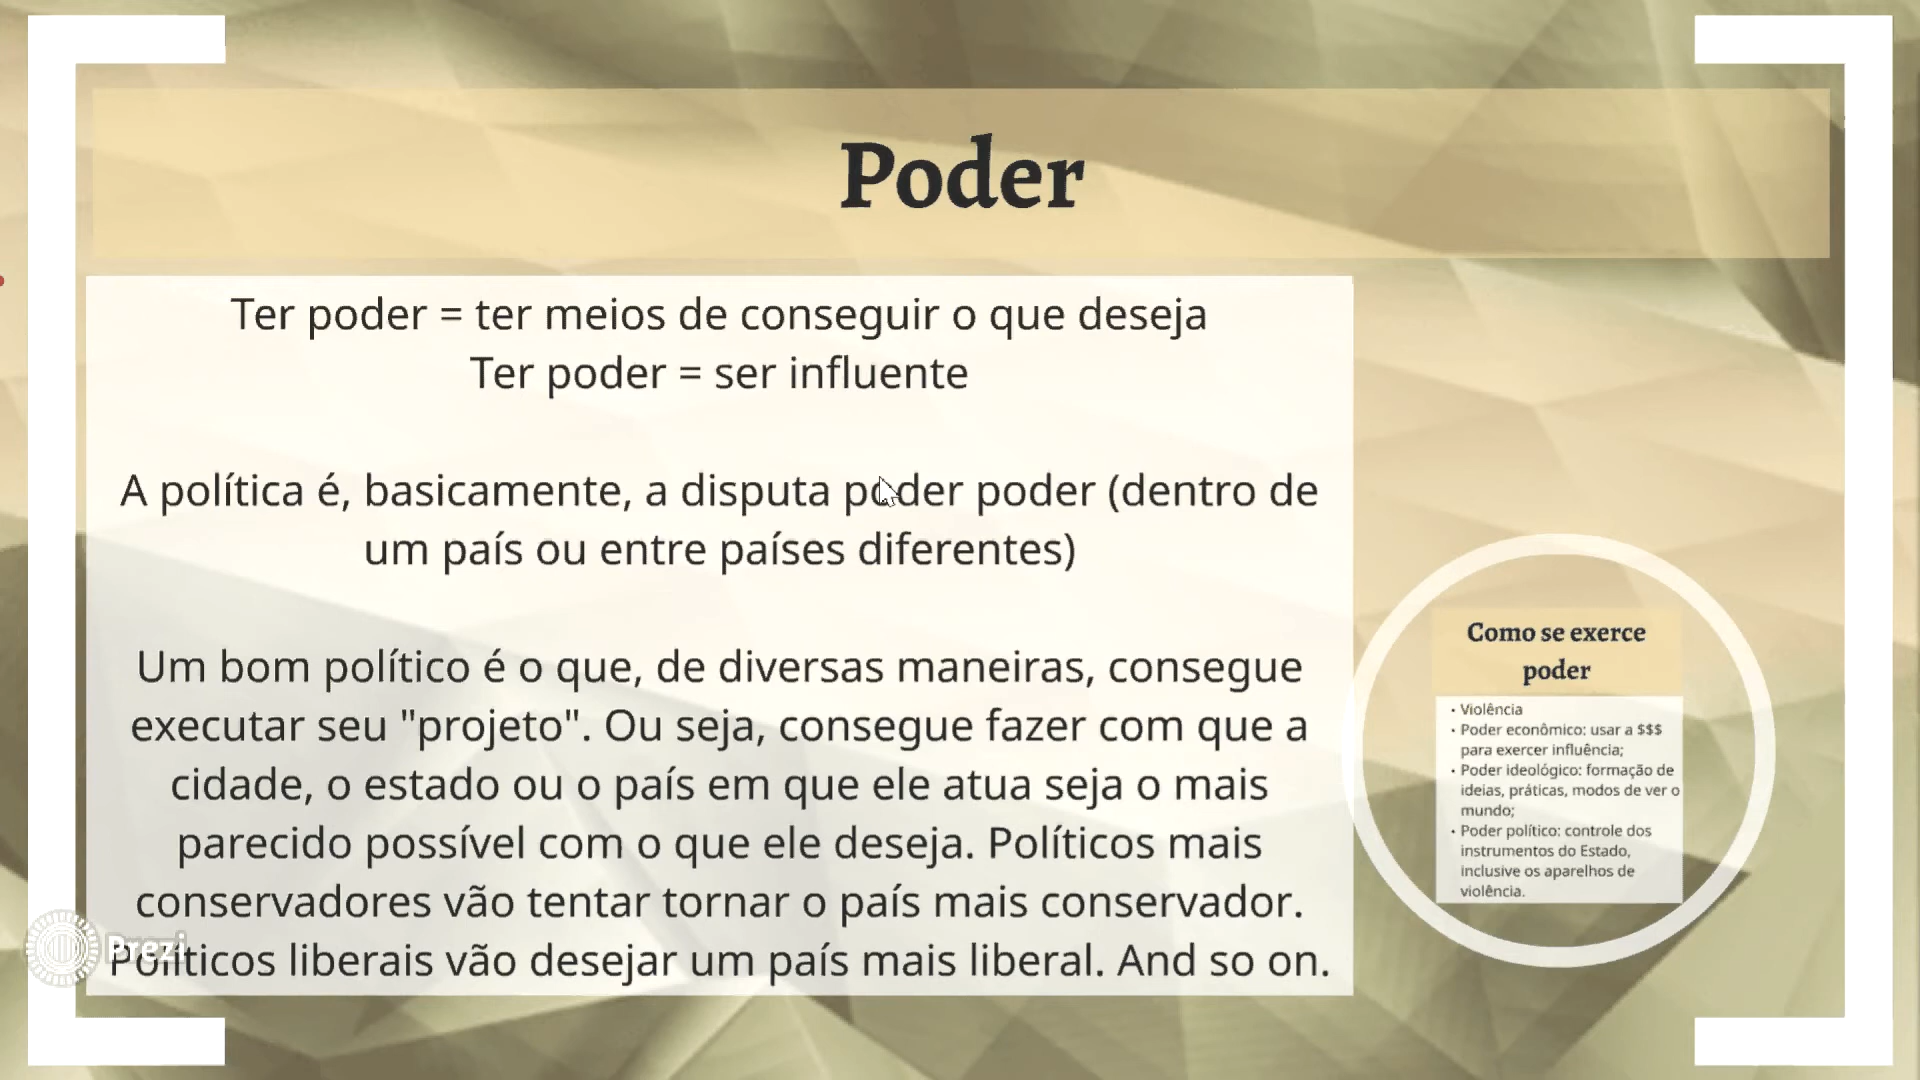 Poder
Ter poder = ter meios de conseguir o que deseja
Ter poder = ser influente
A política é, basicamente, a disputa poder poder (dentro de
um país ou entre países diferentes)
Um bom político é o que, de diversas maneiras, consegue
executar seu "projeto". Ou seja, consegue fazer com que a
cidade, o estado ou o país em que ele atua seja o mais
parecido possível com o que ele deseja. Políticos mais
conservadores vão tentar tornar o país mais conservador.
Políticos liberais vão desejar um país mais liberal. And so on.
Como se exerce
poder
• Violência
• Poder econômico: usar a $$$
para exercer influência;
• Poder ideológico: formação de
ideias, práticas, modos de ver o
mundo;
• Poder político: controle dos
instrumentos do Estado,
inclusive os aparelhos de
violência.
Prezi